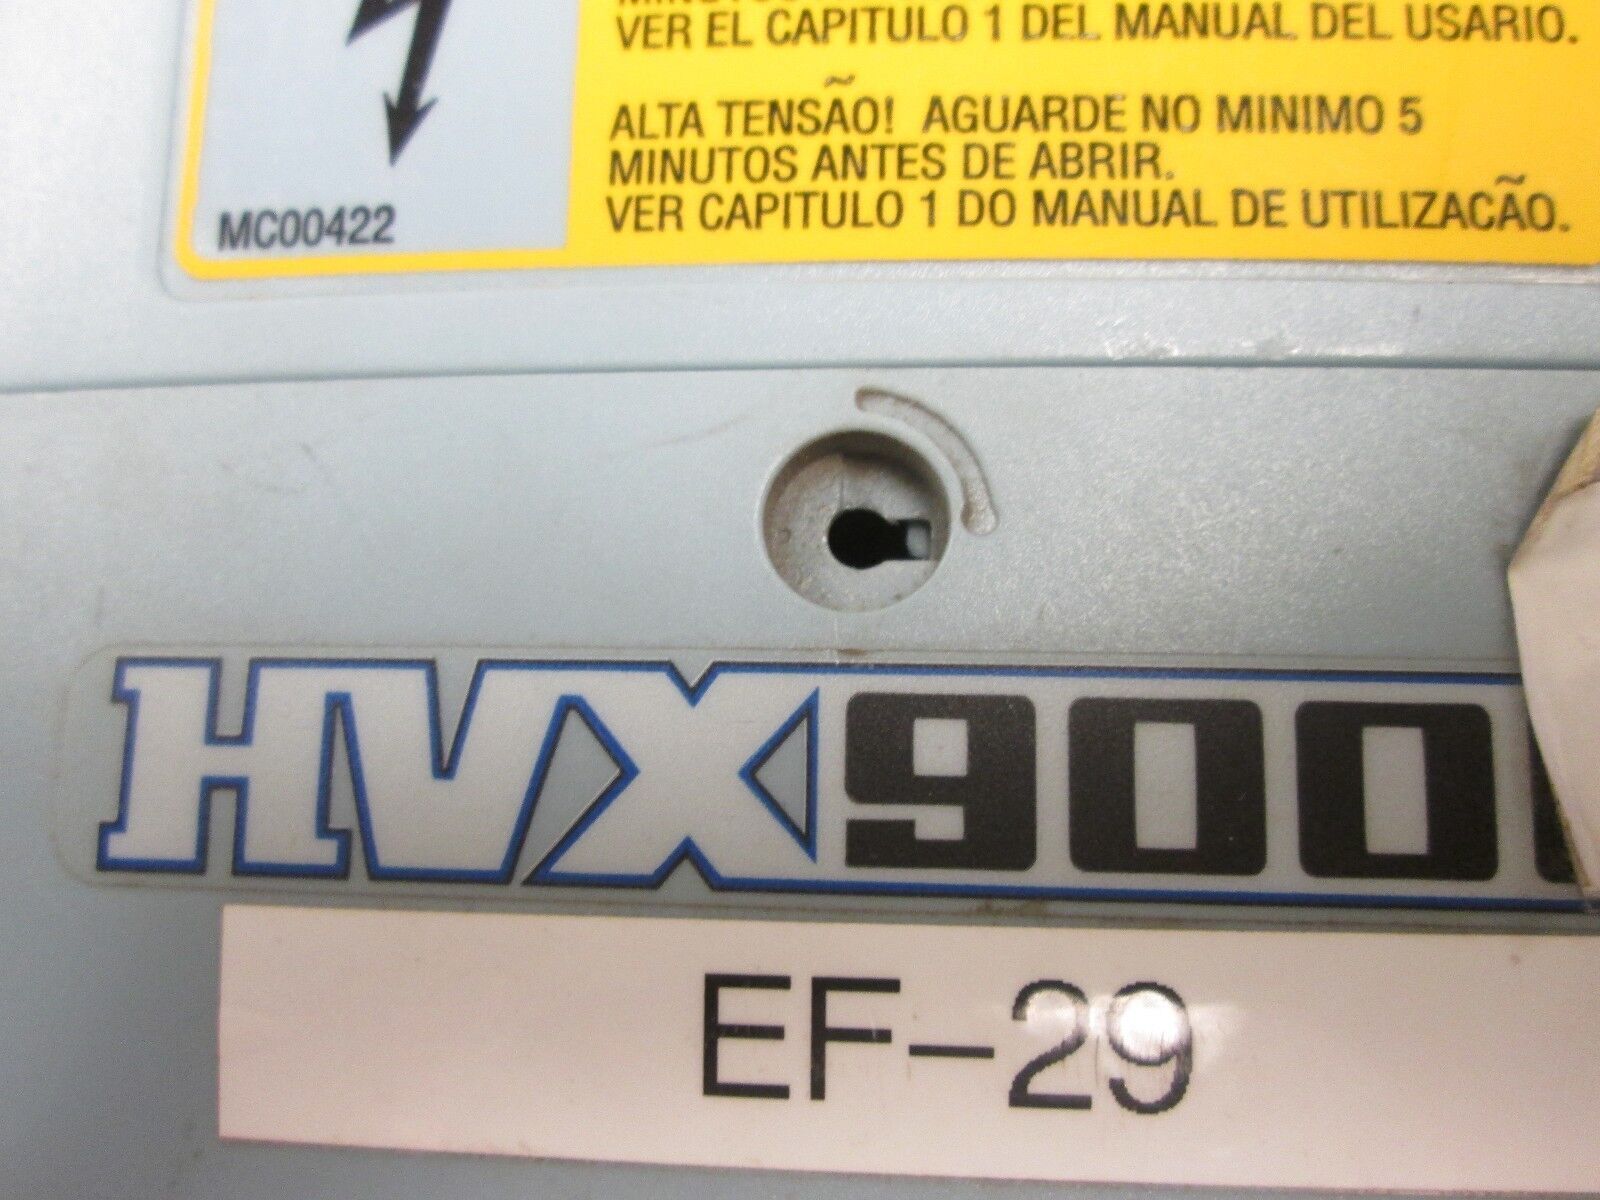 VER EL CAPITULO 1 DEL MANUAL DEL USARIO.
ALTA TENSÃO! AGUARDE NO MINIMO 5
MINUTOS ANTES DE ABRIR.
VER CAPITULO 1 DO MANUAL DE UTILIZACÃO.
MC00422
HVX900
EF-29